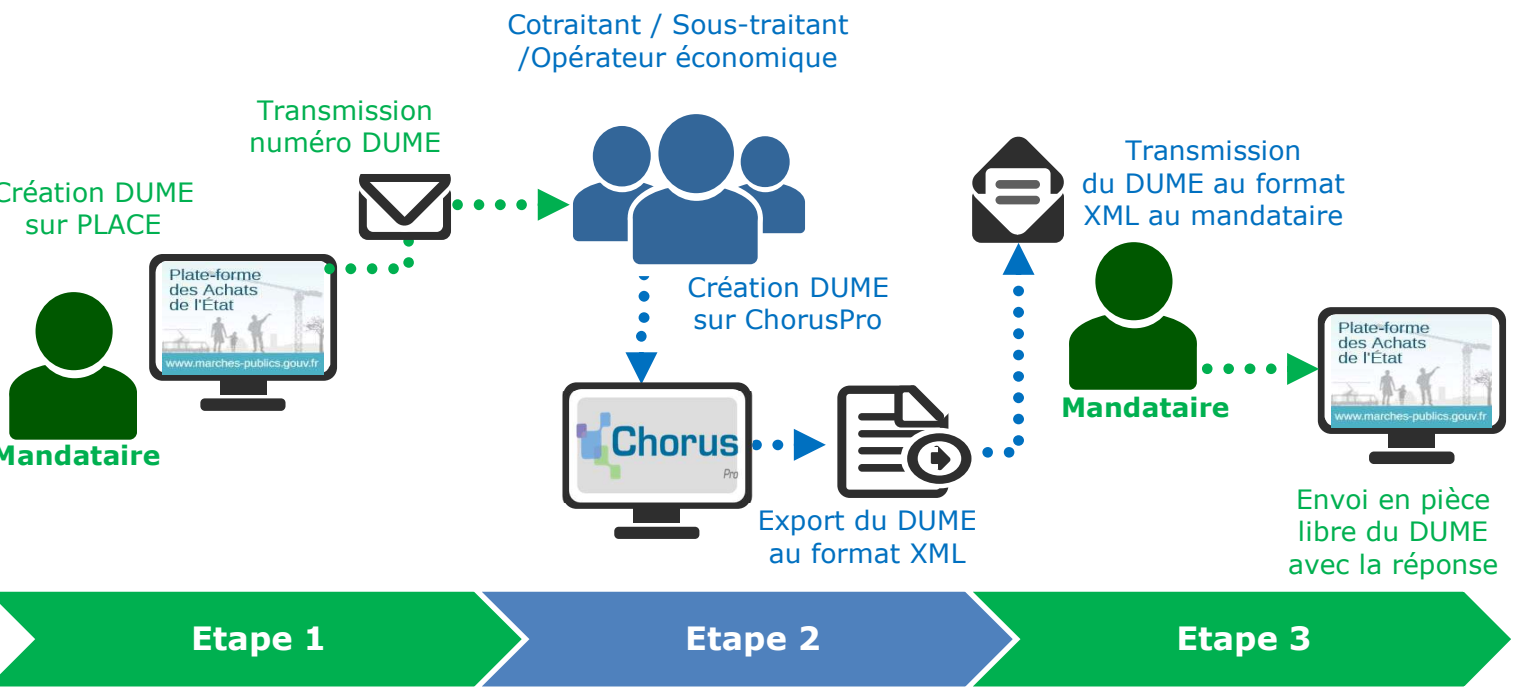 Cotraitant / Sous-traitant
/Opérateur économique
Transmission
numéro DUME
Création DUME
sur PLACE
Plate-forme
des Achats
de l'État
www.marches-publics.gouv.fr
Mandataire
Création DUME
sur ChorusPro
Chorus
Pro
Export du DUME
au format XML
Transmission
du DUME au format
XML au mandataire
Mandataire
Plate-forme
des Achats
de l'État
www.marches-publics.gouv.fr
Envoi en pièce
libre du DUME
avec la réponse
Etape 1
Etape 2
Etape 3